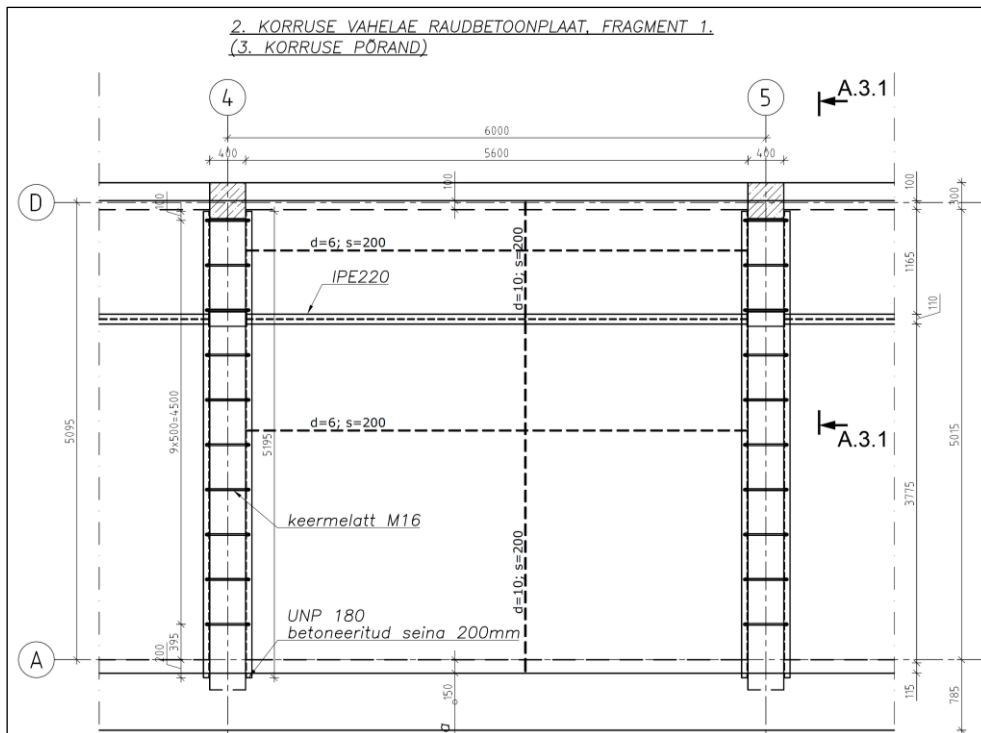 2. KORRUSE VAHELAE RAUDBETOONPLAAT, FRAGMENT 1.
(3. KORRUSE PÕRAND)
4
5
A.3.1
6000
400
5600
400
D
100
100
100
300
d=6; s=200
d=10; s=200
IPE220
1165
110
5095
9x500=4500
5195
d=6; s=200
A.3.1
5015
3775
keermelatt M16
d=10; s=200
UNP 180
betoneeritud seina 200mm
395
200
A
150
a
115
785